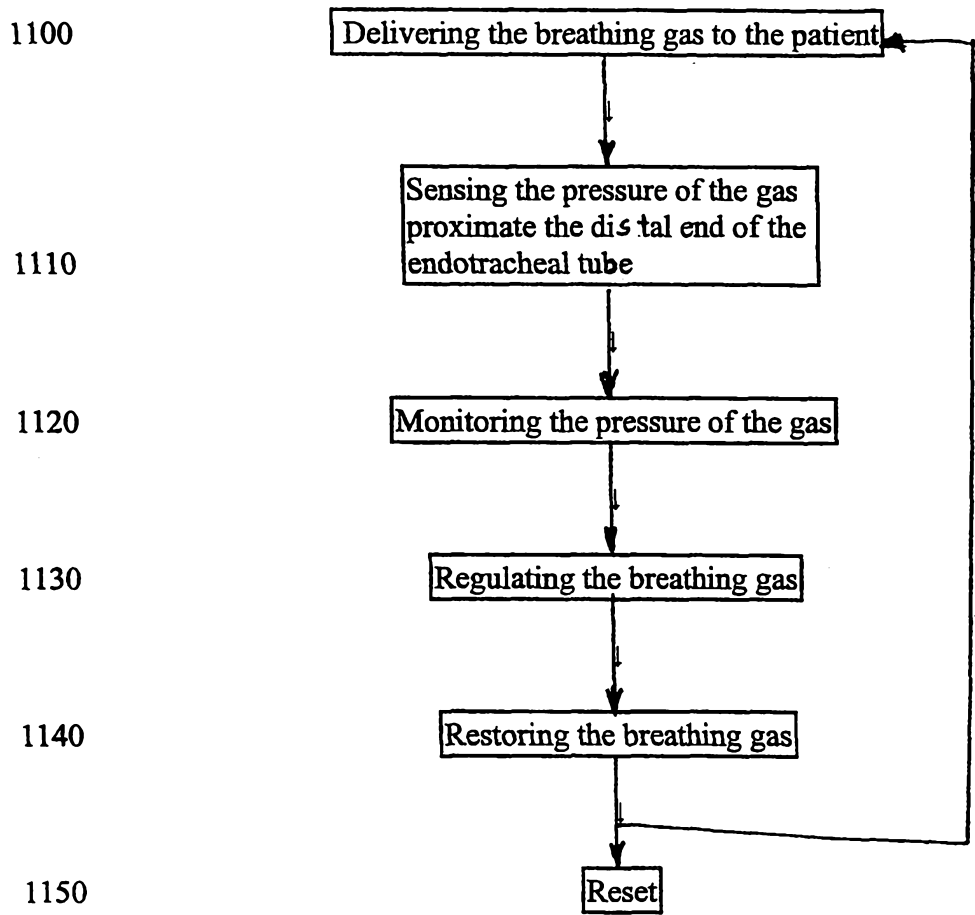 1100 Delivering the breathing gas to the patient
Sensing the pressure of the gas
proximate the distal end of the
1110 endotracheal tube
1120 Monitoring the pressure of the gas
1130 Regulating the breathing gas
1140 Restoring the breathing gas
1150 Reset